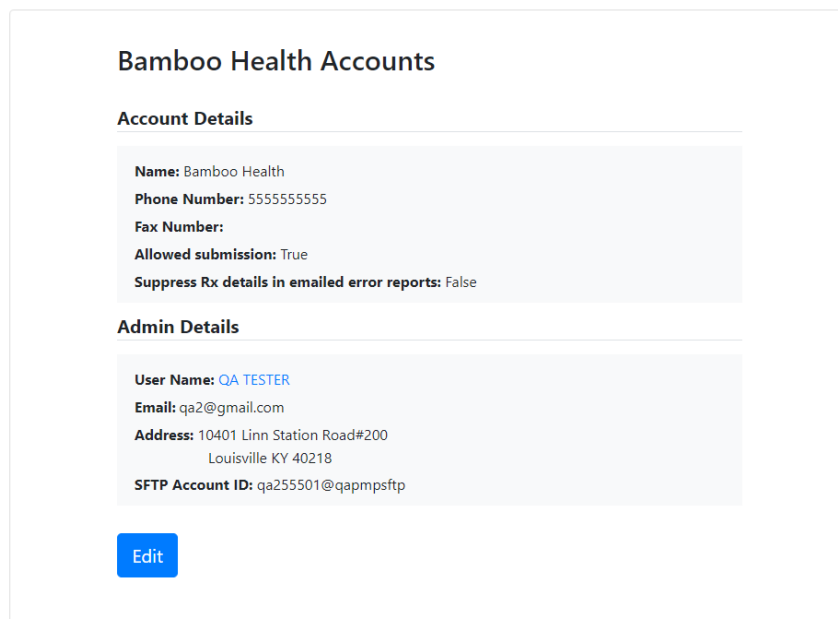 Bamboo Health Accounts
Account Details
Name: Bamboo Health
Phone Number: 5555555555
Fax Number:
Allowed submission: True
Suppress Rx details in emailed error reports: False
Admin Details
User Name: QA TESTER
Email: qa2@gmail.com
Address: 10401 Linn Station Road#200
Louisville KY 40218
SFTP Account ID: qa255501@qapmpsftp
Edit